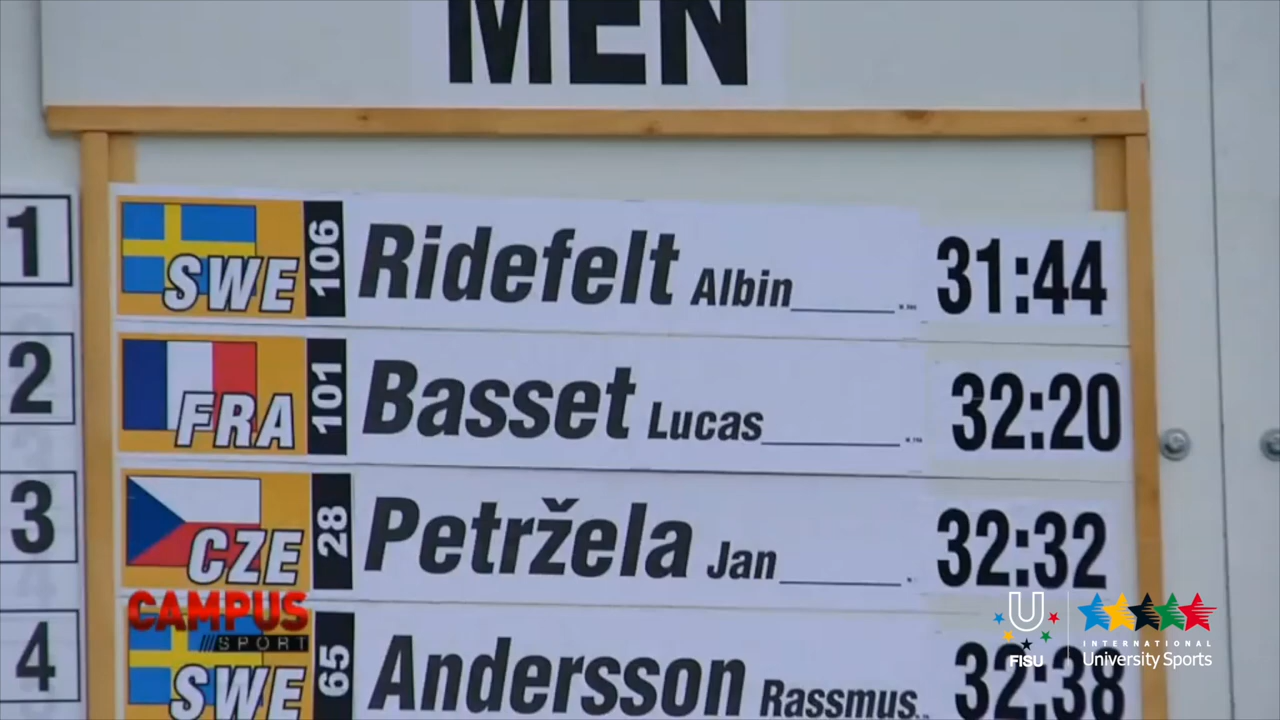 MEN
1 SWE 106 Ridefelt Albin 31:44
2 FRA 101 Basset Lucas 32:20
3 CZE 28 Petržela Jan 32:32
4 SWE 65 Andersson Rassmus 32:38
CAMPUS
///SPORT
U
FISU
INTERNATIONAL
University Sports